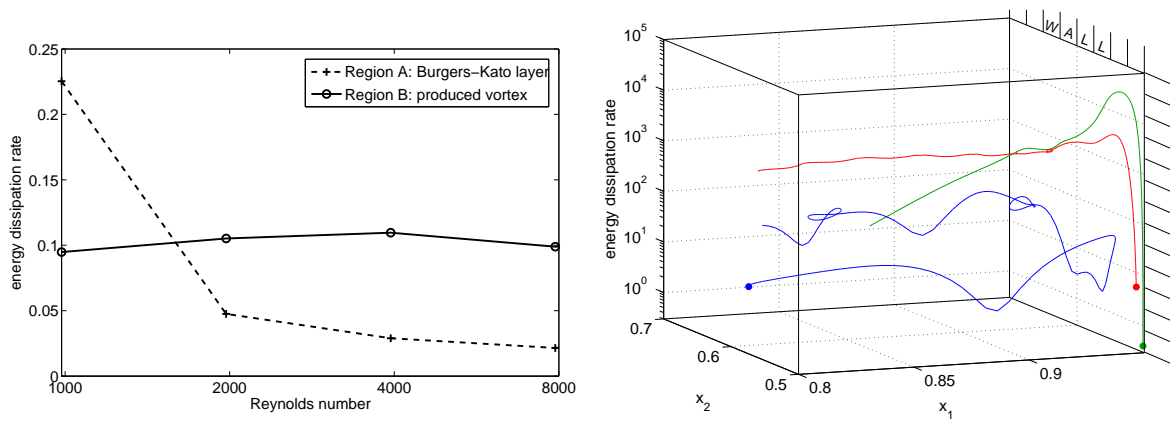 0.25
0.2
0.15
0.1
0.05
0
energy dissipation rate
Region A: Burgers−Kato layer
Region B: produced vortex
1000
2000
4000
8000
Reynolds number
W A L L
10^5
10^4
10^3
10^2
10^1
10^0
energy dissipation rate
0.7
0.6
0.5
x_2
0.8
0.85
0.9
x_1